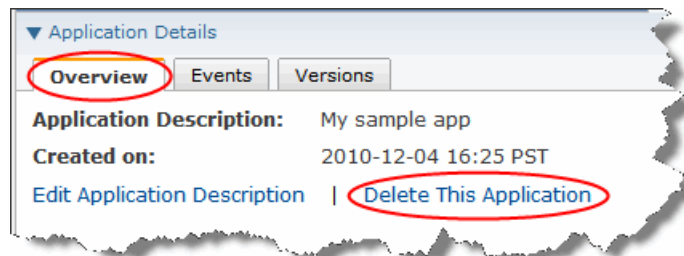 Application Details
Overview Events Versions
Application Description: My sample app
Created on: 2010-12-04 16:25 PST
Edit Application Description | Delete This Application